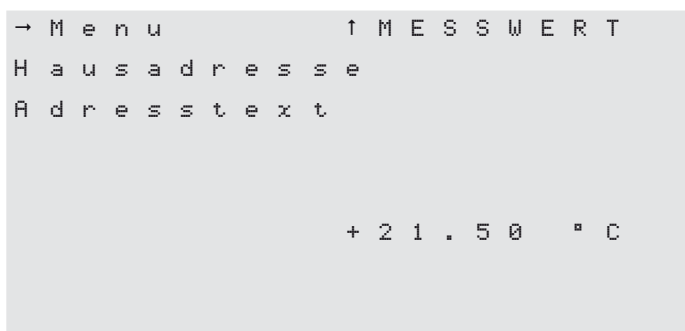 → Menu ↑ MESSWERT
Hausadresse
Adresstext
+21.50 °C